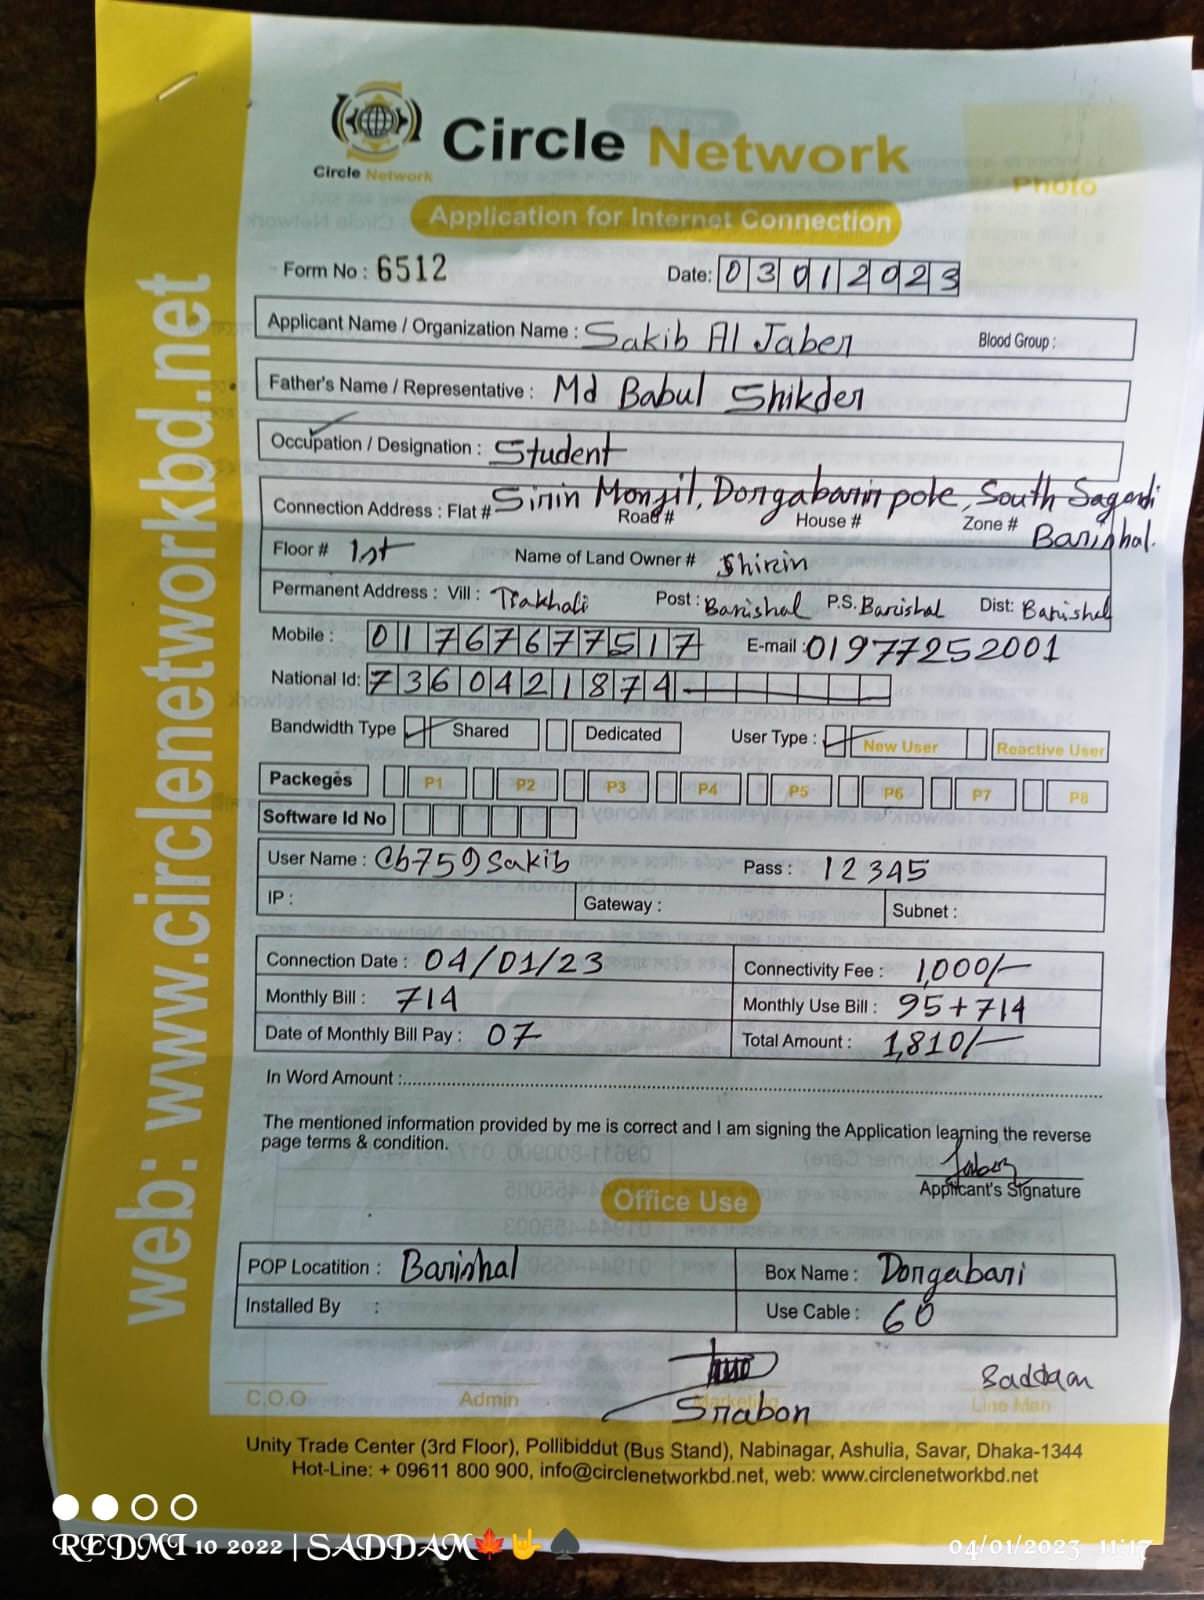 Circle Network
Circle Network
Photo
Application for Internet Connection
Form No : 6512
Date: 03012023
Applicant Name / Organization Name : Sakib Al Jaber
Blood Group :
Father's Name / Representative : Md Babul Shikder
Occupation / Designation : Student
Connection Address : Flat # Sirin Monjil, Dorgabarir pole, South Sagardi
Road # House # Zone # Barishal.
Floor # 1st Name of Land Owner # Shirin
Permanent Address : Vill : Post : Barishal P.S. Barishal Dist: Barishal
Mobile : 01767677517 E-mail : 01977252001
National Id: 7360421874
Bandwidth Type Shared Dedicated User Type : New User Reactive User
Packeges P1 P2 P3 P4 P5 P6 P7 P8
Software Id No
User Name : Cb759Sakib Pass : 12345
IP : Gateway : Subnet :
Connection Date : 04/01/23 Connectivity Fee : 1,000/-
Monthly Bill : 714 Monthly Use Bill : 95+714
Date of Monthly Bill Pay : 07 Total Amount : 1,810/-
In Word Amount :
The mentioned information provided by me is correct and I am signing the Application learning the reverse
page terms & condition.
Jaber
Applicant's Signature
Office Use
POP Locatition : Barishal Box Name : Dorgabari
Installed By : Use Cable : 60
Saddam
C.O.O Admin Marketing Line Man
Srabon
Unity Trade Center (3rd Floor), Pollibiddut (Bus Stand), Nabinagar, Ashulia, Savar, Dhaka-1344
Hot-Line: + 09611 800 900, info@circlenetworkbd.net, web: www.circlenetworkbd.net
web: www.circlenetworkbd.net
REDMI 10 2022 | SADDAM🍁🤟♠
04/01/2023 11:17